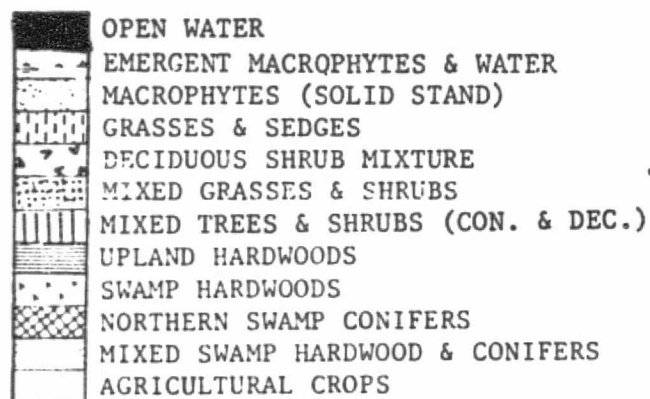 OPEN WATER
EMERGENT MACROPHYTES & WATER
MACROPHYTES (SOLID STAND)
GRASSES & SEDGES
DECIDUOUS SHRUB MIXTURE
MIXED GRASSES & SHRUBS
MIXED TREES & SHRUBS (CON. & DEC.)
UPLAND HARDWOODS
SWAMP HARDWOODS
NORTHERN SWAMP CONIFERS
MIXED SWAMP HARDWOOD & CONIFERS
AGRICULTURAL CROPS